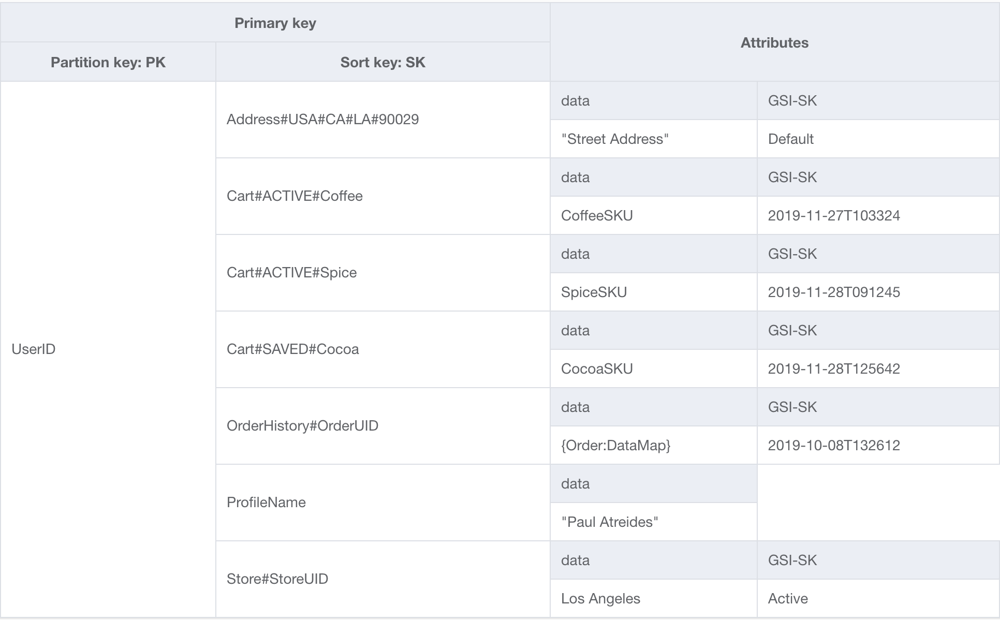 Primary key
Attributes
Partition key: PK
Sort key: SK
UserID
Address#USA#CA#LA#90029
data
GSI-SK
"Street Address"
Default
Cart#ACTIVE#Coffee
data
GSI-SK
CoffeeSKU
2019-11-27T103324
Cart#ACTIVE#Spice
data
GSI-SK
SpiceSKU
2019-11-28T091245
Cart#SAVED#Cocoa
data
GSI-SK
CocoaSKU
2019-11-28T125642
OrderHistory#OrderUID
data
GSI-SK
{Order:DataMap}
2019-10-08T132612
ProfileName
data
"Paul Atreides"
Store#StoreUID
data
GSI-SK
Los Angeles
Active